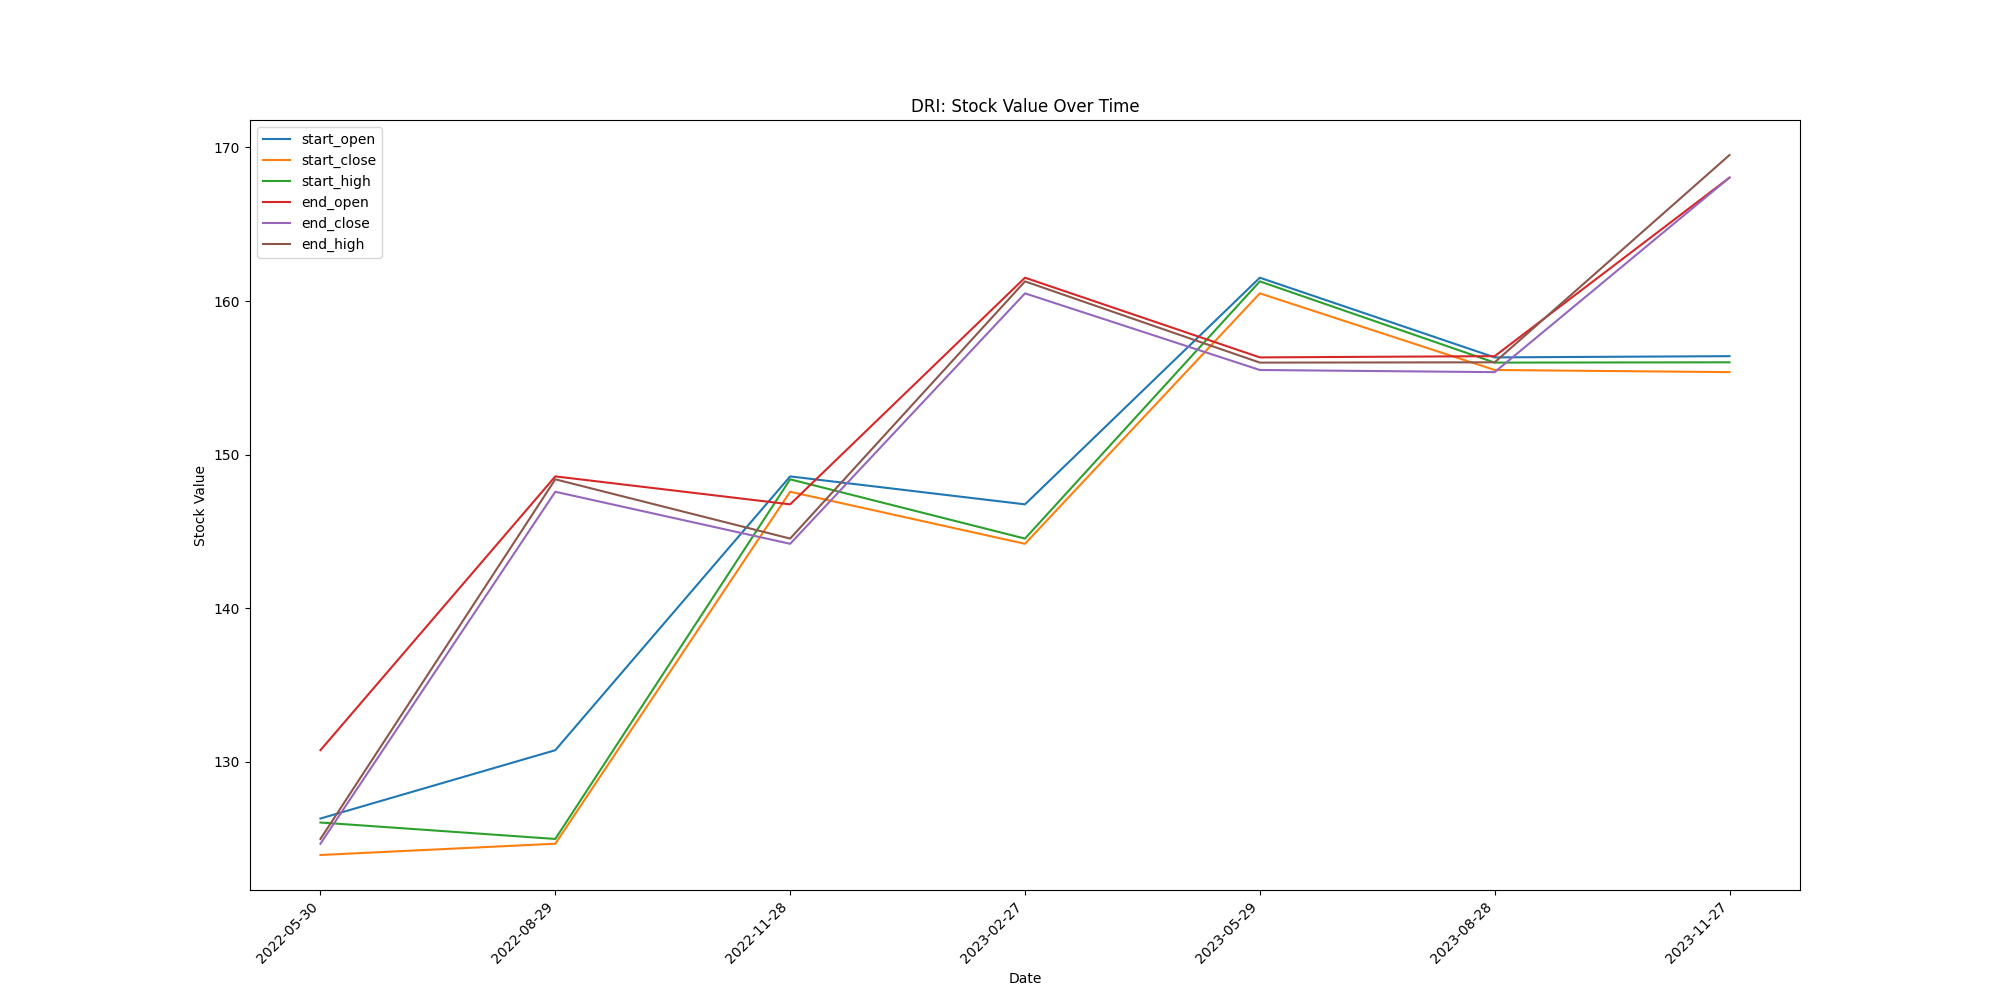 DRI: Stock Value Over Time
start_open
start_close
start_high
end_open
end_close
end_high
170
160
150
140
130
Stock Value
2022-05-30
2022-08-29
2022-11-28
2023-02-27
2023-05-29
2023-08-28
2023-11-27
Date